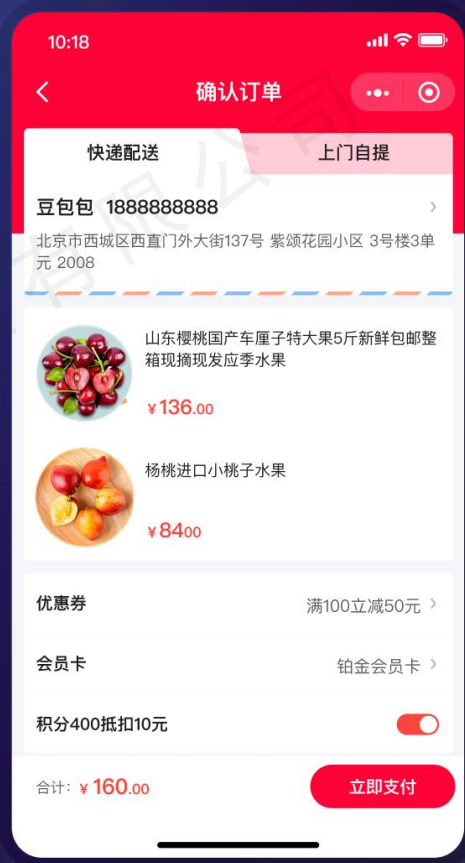 10:18
确认订单
快递配送
上门自提
豆包包 1888888888
北京市西城区西直门外大街137号 紫颂花园小区 3号楼3单
元 2008
山东樱桃国产车厘子特大果5斤新鲜包邮整
箱现摘现发应季水果
¥136.00
杨桃进口小桃子水果
¥8400
优惠券
满100立减50元
会员卡
铂金会员卡
积分400抵扣10元
合计：¥160.00
立即支付
有限公司